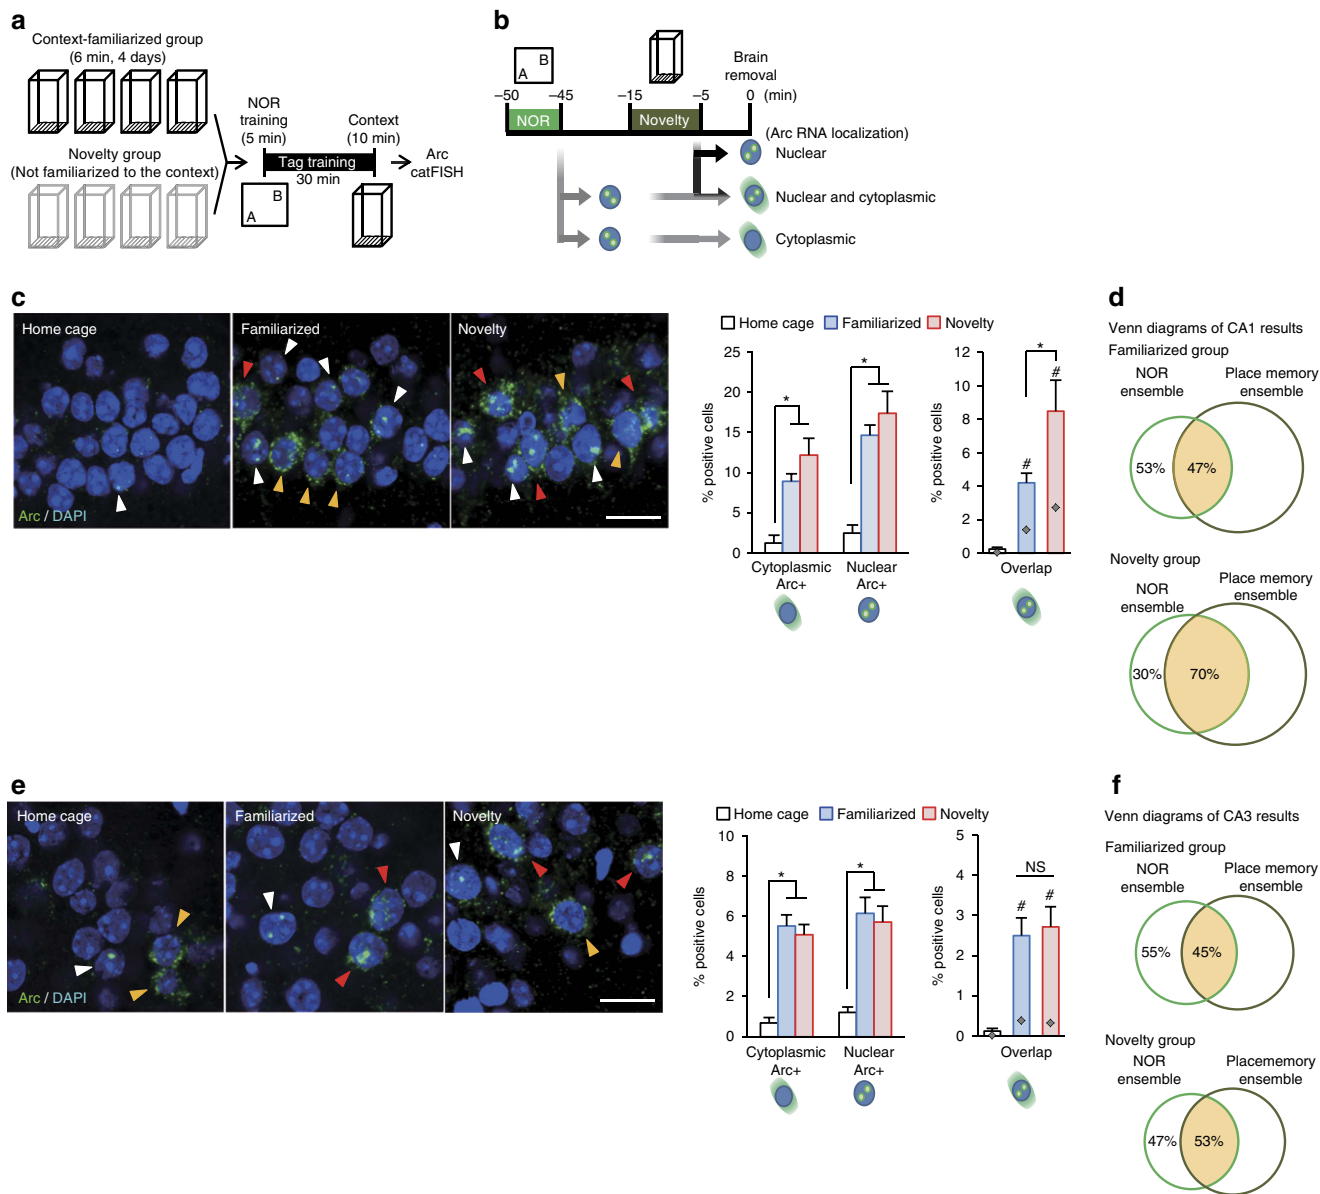 a
Context-familiarized group
(6 min, 4 days)
Novelty group
(Not familiarized to the context)
NOR
training
(5 min)
Context
(10 min)
Tag training
30 min
B
A
Arc
catFISH
b
B
A
Brain
removal
–50
–45
–15
–5
0
(min)
NOR
Novelty
(Arc RNA localization)
Nuclear
Nuclear and cytoplasmic
Cytoplasmic
c
Home cage
Familiarized
Novelty
Arc / DAPI
Home cage
Familiarized
Novelty
% positive cells
25
20
15
10
5
0
*
*
Cytoplasmic
Arc+
Nuclear
Arc+
% positive cells
12
10
8
6
4
2
0
*
#
#
Overlap
d
Venn diagrams of CA1 results
Familiarized group
NOR
ensemble
Place memory
ensemble
53%
47%
Novelty group
NOR
ensemble
Place memory
ensemble
30%
70%
e
Home cage
Familiarized
Novelty
Arc / DAPI
Home cage
Familiarized
Novelty
% positive cells
10
8
6
4
2
0
*
*
Cytoplasmic
Arc+
Nuclear
Arc+
% positive cells
5
4
3
2
1
0
NS
#
#
Overlap
f
Venn diagrams of CA3 results
Familiarized group
NOR
ensemble
Place memory
ensemble
55%
45%
Novelty group
NOR
ensemble
Placememory
ensemble
47%
53%